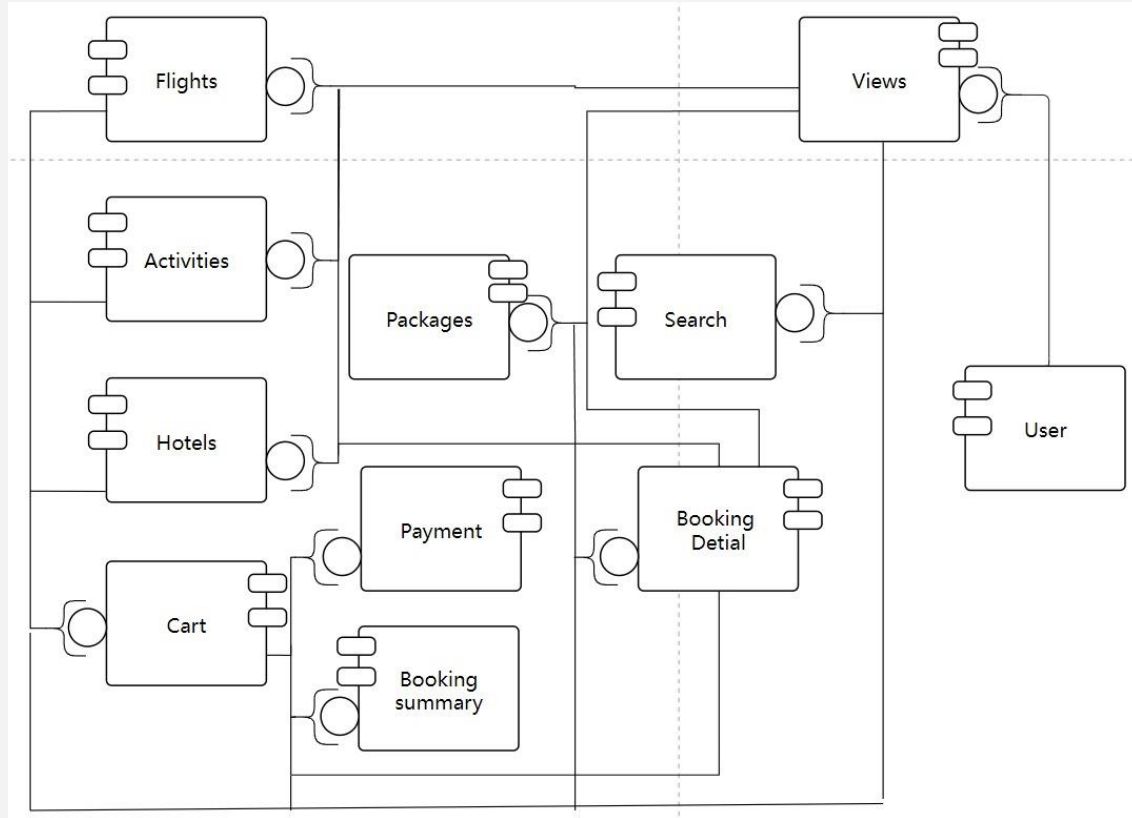 Flights
Views
Activities
Packages
Search
Hotels
User
Payment
Booking
Detial
Cart
Booking
summary